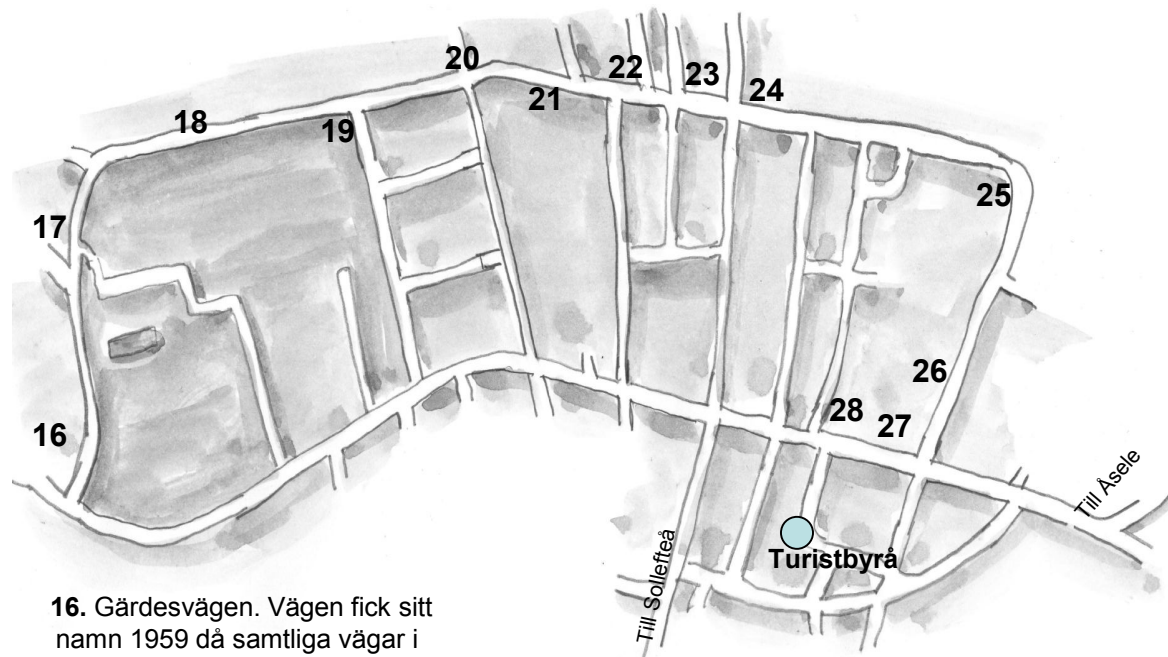 20
22
23
24
21
18
19
25
17
26
28
27
16
Till Åsele
Turistbyrå
Till Sollefteå
16. Gärdesvägen. Vägen fick sitt
namn 1959 då samtliga vägar i